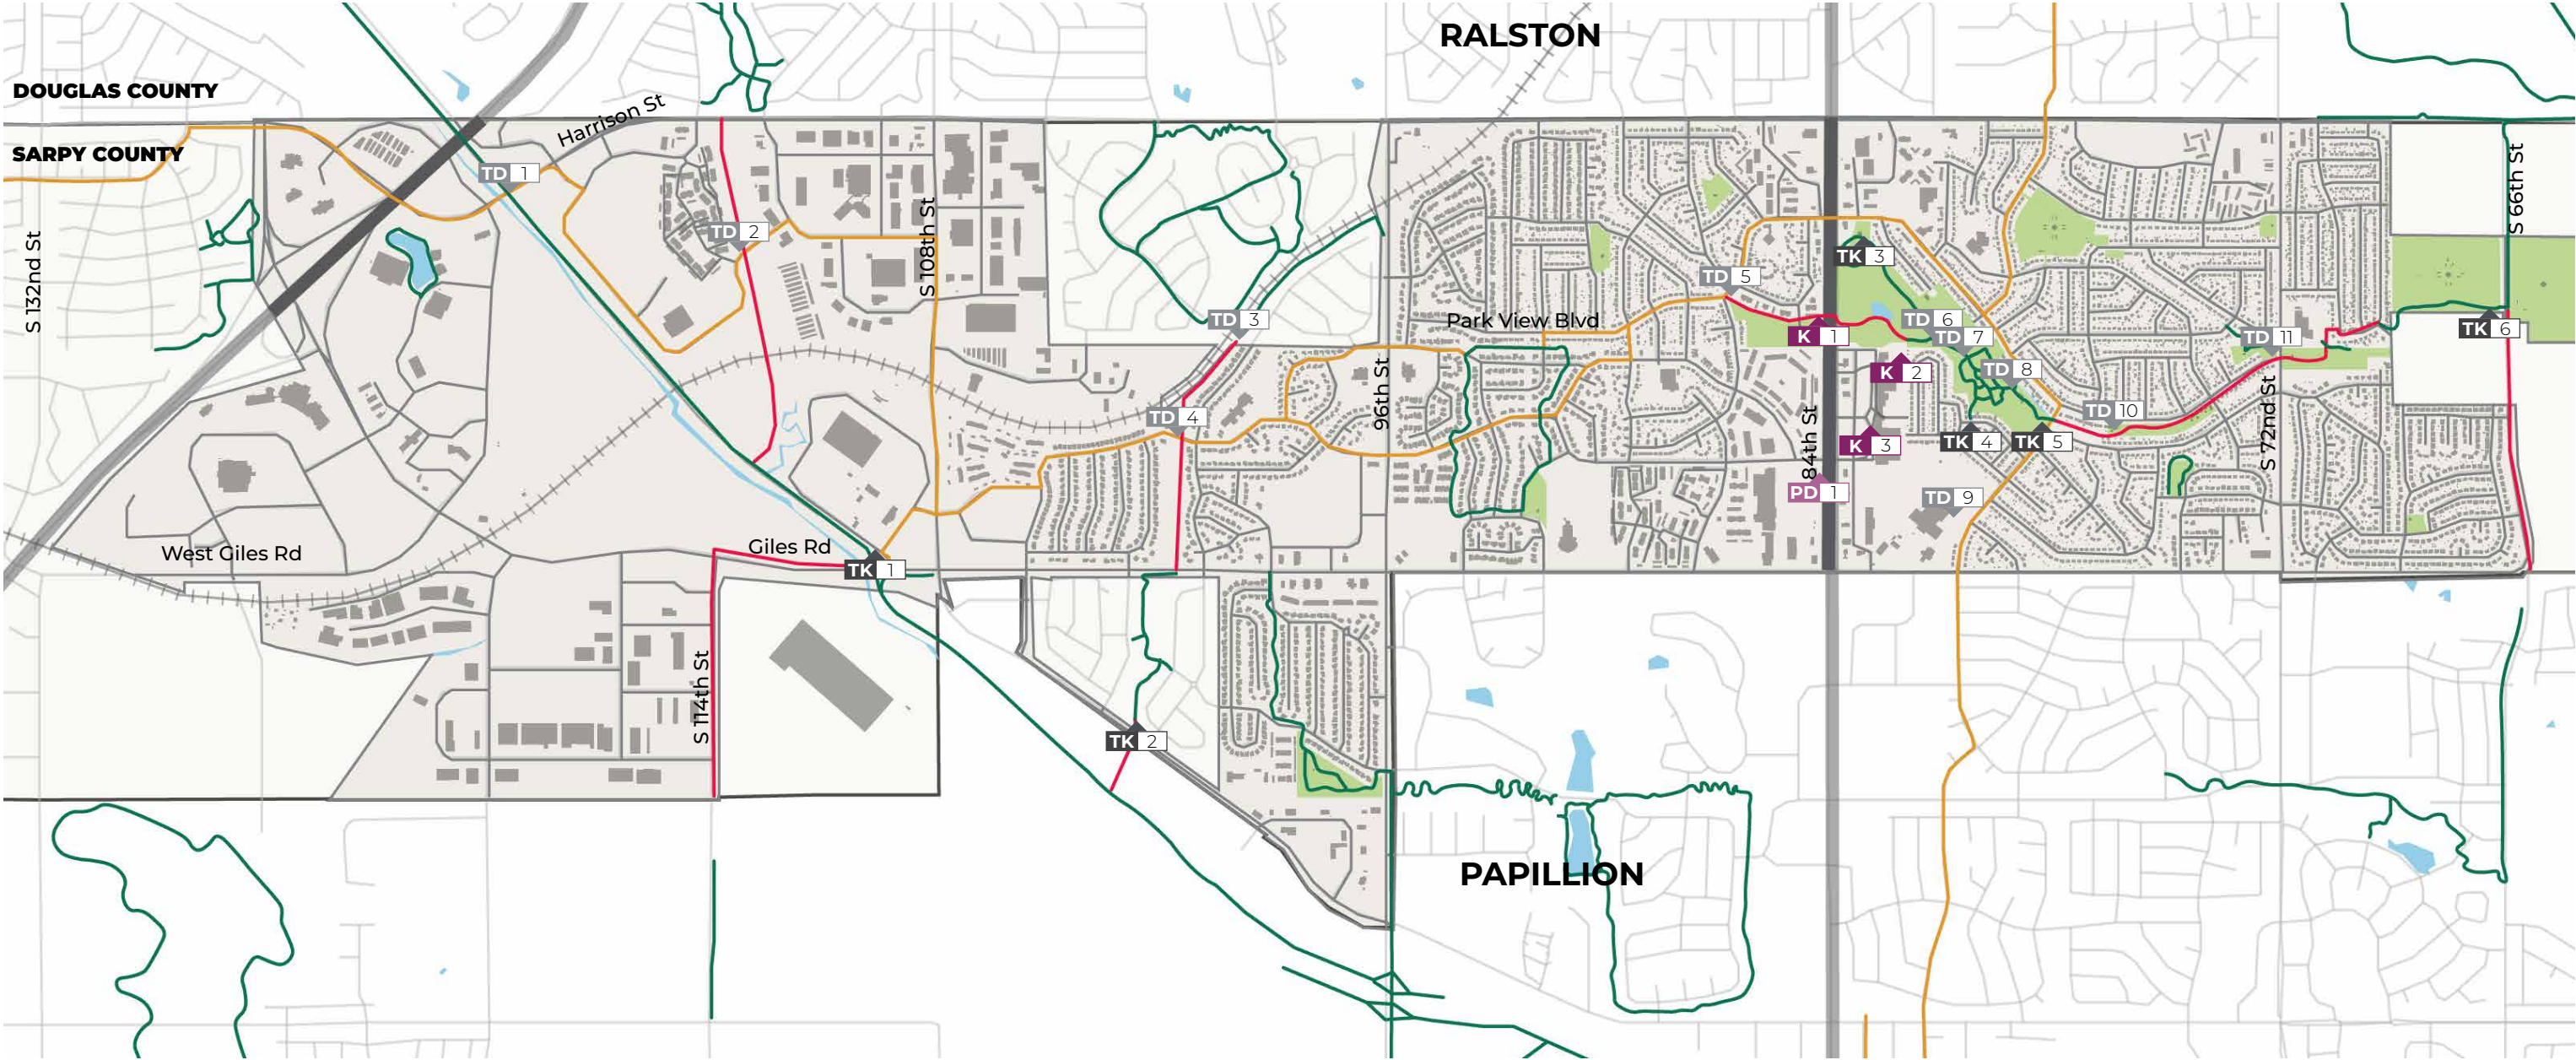 RALSTON
DOUGLAS COUNTY
Harrison St
SARPY COUNTY
TD 1
S 66th St
TD 2
S 108th St
S 132nd St
TK 3
TD 5
TD 3
Park View Blvd
TD 6
TK 6
K 1
TD 7
TD 11
K 2
TD 8
96th St
TD 4
TD 10
S 72nd St
84th St
K 3
TK 4
TK 5
PD 1
TD 9
West Giles Rd
Giles Rd
TK 1
S 114th St
TK 2
PAPILLION